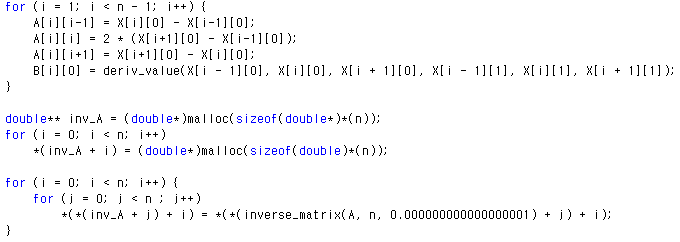 for (i = 1; i < n - 1; i++) {
    A[i][i-1] = X[i][0] - X[i-1][0];
    A[i][i] = 2 * (X[i+1][0] - X[i-1][0]);
    A[i][i+1] = X[i+1][0] - X[i][0];
    B[i][0] = deriv_value(X[i - 1][0], X[i][0], X[i + 1][0], X[i - 1][1], X[i][1], X[i + 1][1]);
}

double** inv_A = (double*)malloc(sizeof(double*)*(n));
for (i = 0; i < n; i++)
    *(inv_A + i) = (double*)malloc(sizeof(double)*(n));

for (i = 0; i < n; i++) {
    for (j = 0; j < n ; j++)
        *(*(inv_A + j) + i) = *(*(inverse_matrix(A, n, 0.000000000000000001) + j) + i);
}